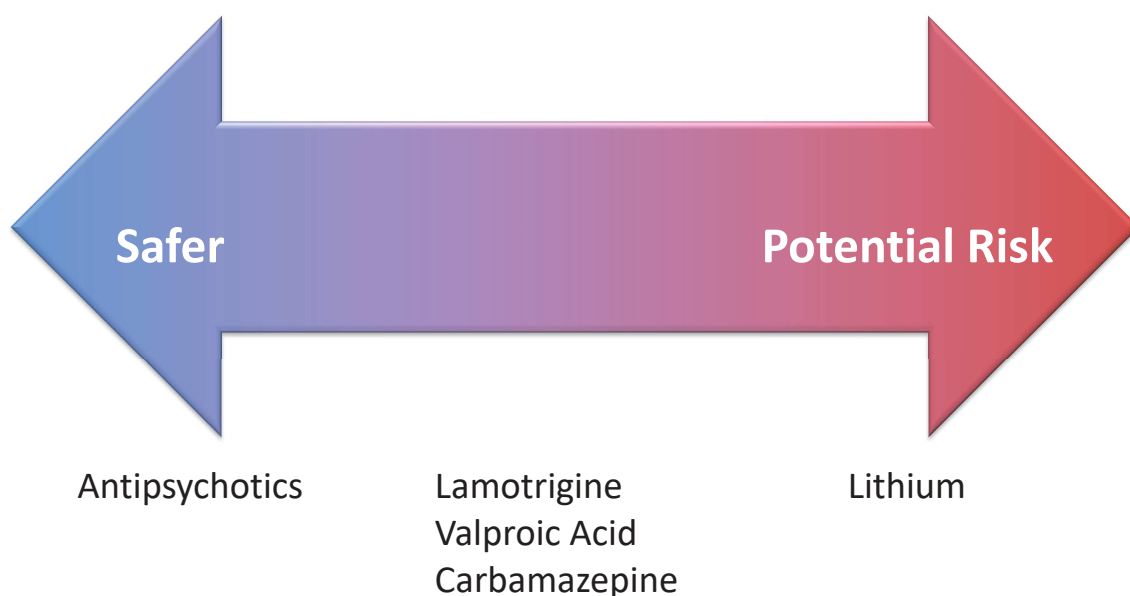 Safer
Potential Risk
Antipsychotics
Lamotrigine
Valproic Acid
Carbamazepine
Lithium